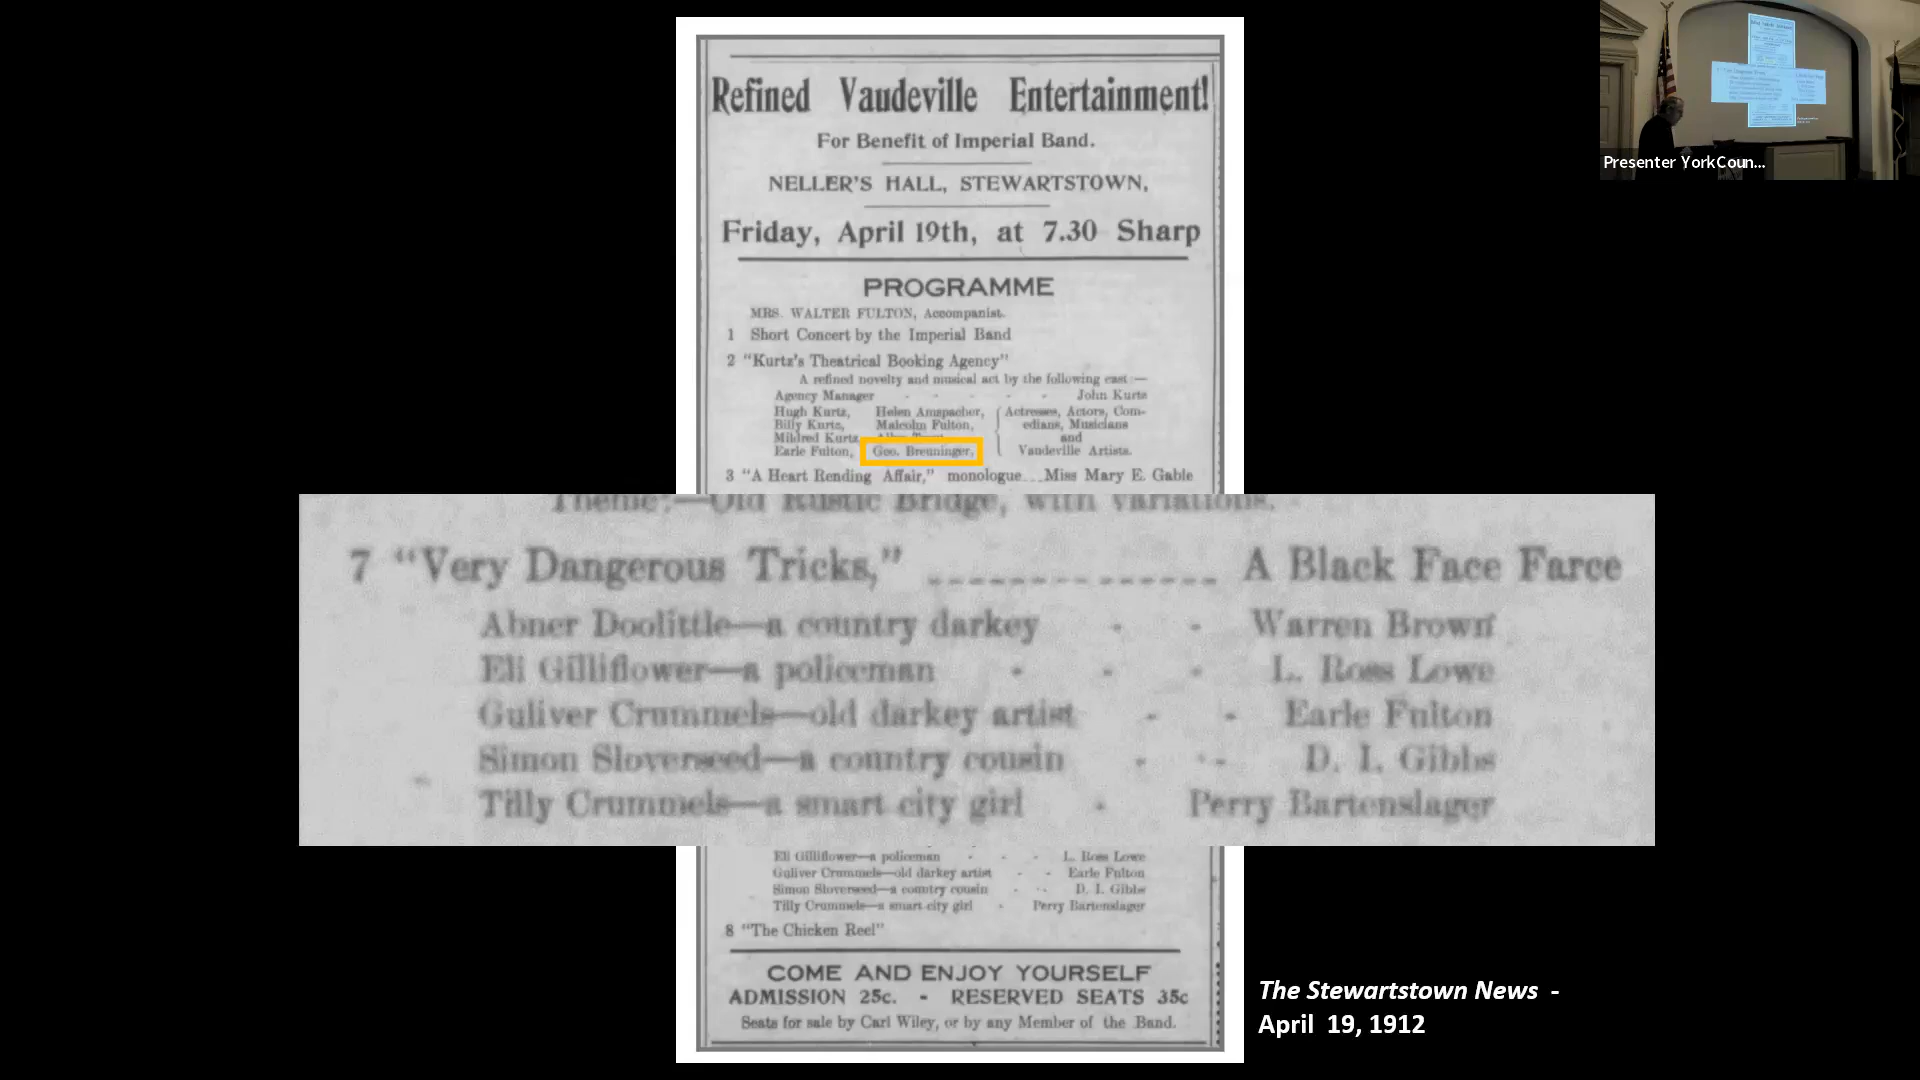 Refined Vaudeville Entertainment!
For Benefit of Imperial Band.
NELLER'S HALL, STEWARTSTOWN,
Friday, April 19th, at 7.30 Sharp
PROGRAMME
MRS. WALTER FULTON, Accompanist.
1 Short Concert by the Imperial Band
2 "Kurtz's Theatrical Booking Agency"
A refined novelty and musical act by the following cast:—
Agency Manager - - - - - John Kurtz
Hugh Kurtz, Helen Anspacher, Actresses, Actors, Com-
Billy Kurtz, Malcolm Fulton, edians, Musicians
Mildred Kurtz and
Earle Fulton, Geo. Breuninger, Vaudeville Artists.
3 "A Heart Rending Affair," monologue...Miss Mary E. Gable
Theme:—Old Rustic Bridge, with variations.
7 "Very Dangerous Tricks," -------------- A Black Face Farce
Abner Doolittle—a country darkey - - Warren Brown
Eli Gilliflower—a policeman - - - L. Ross Lowe
Guliver Crummels—old darkey artist - - Earle Fulton
Simon Sloverseed—a country cousin - - - D. I. Gibbs
Tilly Crummels—a smart city girl - Perry Bartenslager
Eli Gilliflower—a policeman - - - L. Ross Lowe
Guliver Crummels—old darkey artist - - Earle Fulton
Simon Sloverseed—a country cousin - - - D. I. Gibbs
Tilly Crummels—a smart city girl - Perry Bartenslager
8 "The Chicken Reel"
COME AND ENJOY YOURSELF
ADMISSION 25c. - RESERVED SEATS 35c
Seats for sale by Carl Wiley, or by any Member of the Band.
The Stewartstown News -
April 19, 1912
Presenter YorkCoun...